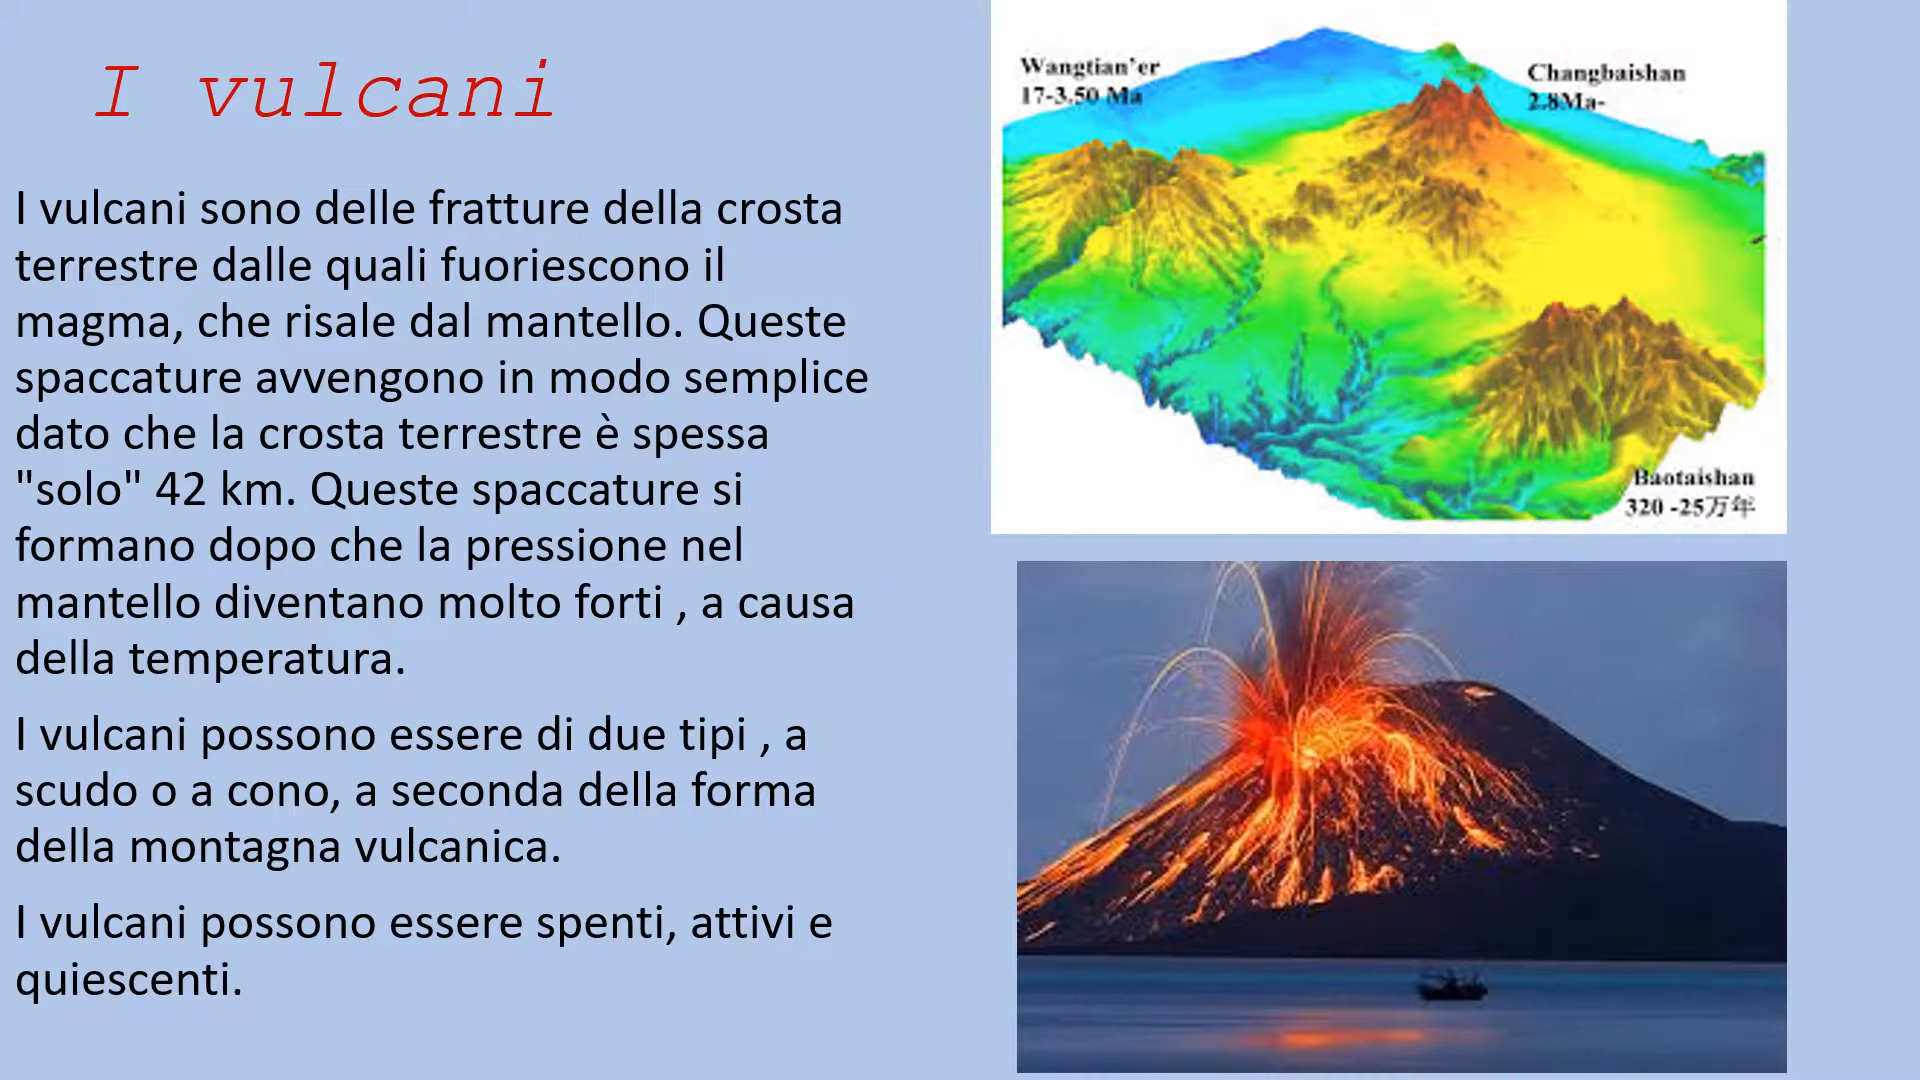 I vulcani
I vulcani sono delle fratture della crosta
terrestre dalle quali fuoriescono il
magma, che risale dal mantello. Queste
spaccature avvengono in modo semplice
dato che la crosta terrestre è spessa
"solo" 42 km. Queste spaccature si
formano dopo che la pressione nel
mantello diventano molto forti , a causa
della temperatura.
I vulcani possono essere di due tipi , a
scudo o a cono, a seconda della forma
della montagna vulcanica.
I vulcani possono essere spenti, attivi e
quiescenti.
Wangtian'er
17-3.50 Ma
Changbaishan
2.8Ma-
Baotaishan
320 -25万年